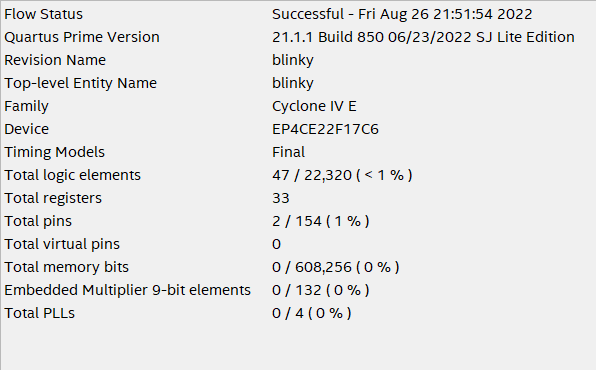 Flow Status Successful - Fri Aug 26 21:51:54 2022
Quartus Prime Version 21.1.1 Build 850 06/23/2022 SJ Lite Edition
Revision Name blinky
Top-level Entity Name blinky
Family Cyclone IV E
Device EP4CE22F17C6
Timing Models Final
Total logic elements 47 / 22,320 ( < 1 % )
Total registers 33
Total pins 2 / 154 ( 1 % )
Total virtual pins 0
Total memory bits 0 / 608,256 ( 0 % )
Embedded Multiplier 9-bit elements 0 / 132 ( 0 % )
Total PLLs 0 / 4 ( 0 % )